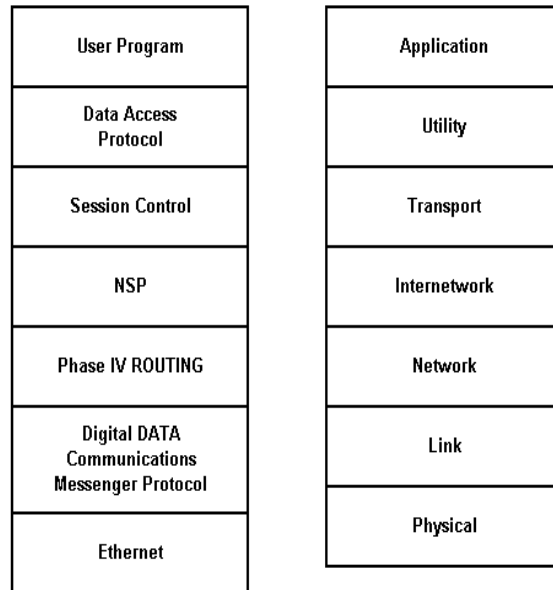 User Program
Data Access
Protocol
Session Control
NSP
Phase IV ROUTING
Digital DATA
Communications
Messenger Protocol
Ethernet
Application
Utility
Transport
Internetwork
Network
Link
Physical